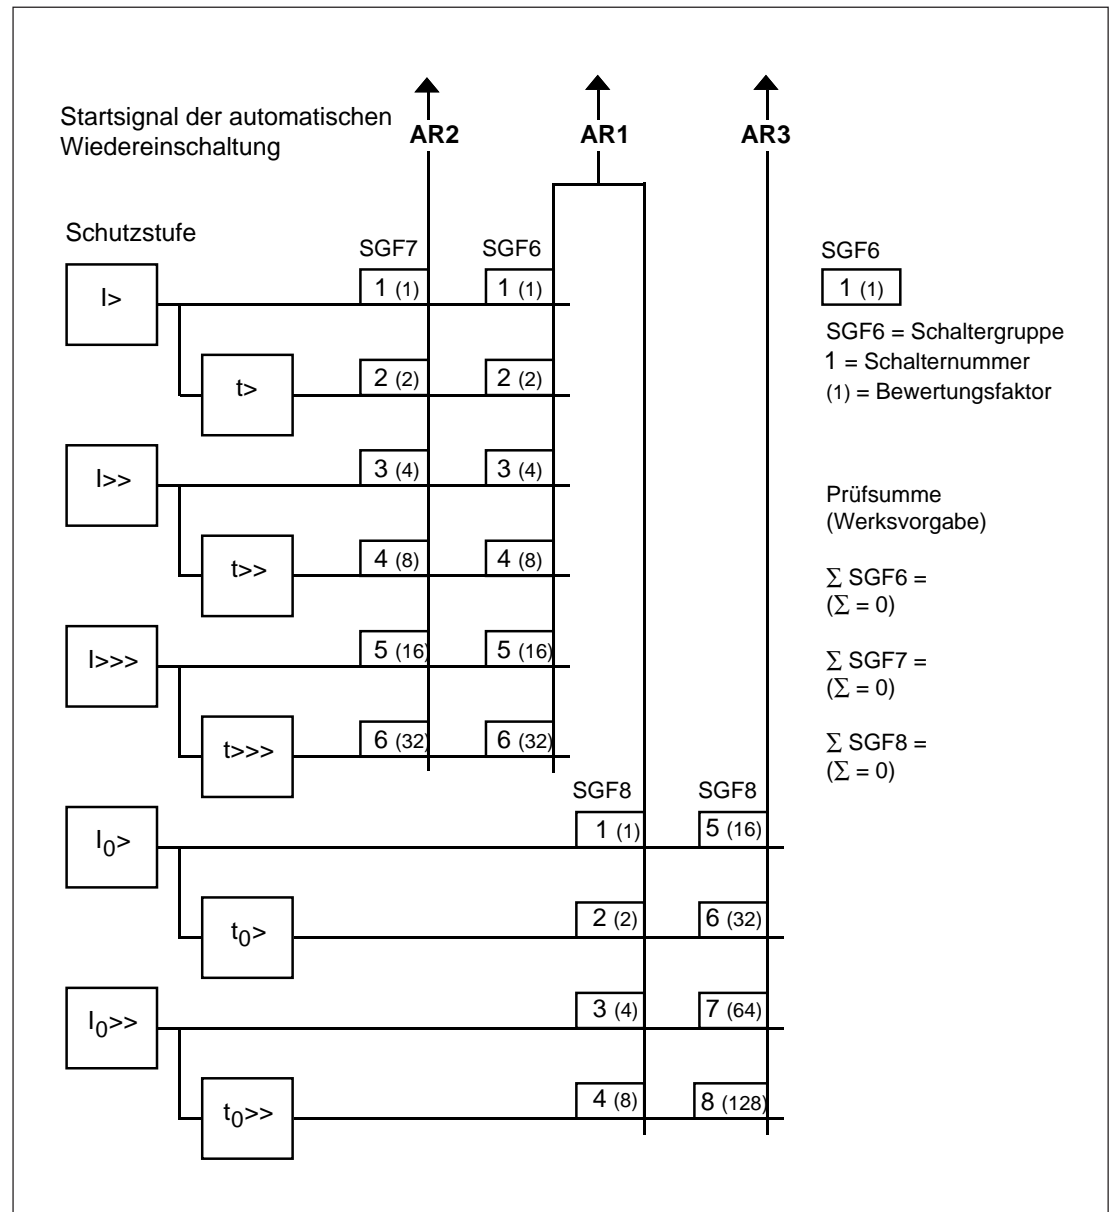 Startsignal der automatischen
Wiedereinschaltung
AR2
AR1
AR3
Schutzstufe
SGF7
SGF6
SGF6
I>
1 (1)
1 (1)
1 (1)
SGF6 = Schaltergruppe
1 = Schalternummer
(1) = Bewertungsfaktor
t>
2 (2)
2 (2)
I>>
3 (4)
3 (4)
Prüfsumme
(Werksvorgabe)
t>>
4 (8)
4 (8)
∑ SGF6 =
(∑ = 0)
I>>>
5 (16)
5 (16)
∑ SGF7 =
(∑ = 0)
t>>>
6 (32)
6 (32)
∑ SGF8 =
(∑ = 0)
SGF8
SGF8
I0>
1 (1)
5 (16)
t0>
2 (2)
6 (32)
I0>>
3 (4)
7 (64)
t0>>
4 (8)
8 (128)